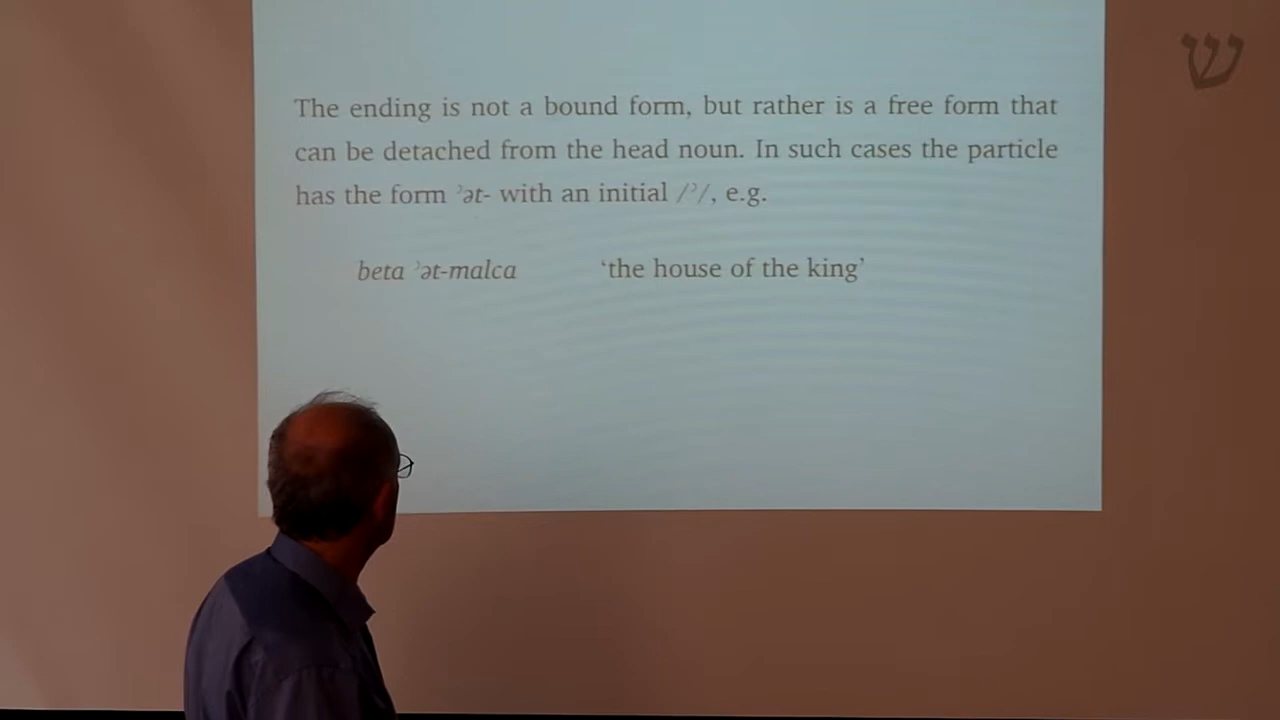 ש
The ending is not a bound form, but rather is a free form that
can be detached from the head noun. In such cases the particle
has the form ʾət- with an initial /ʾ/, e.g.
beta ʾət-malca ‘the house of the king’